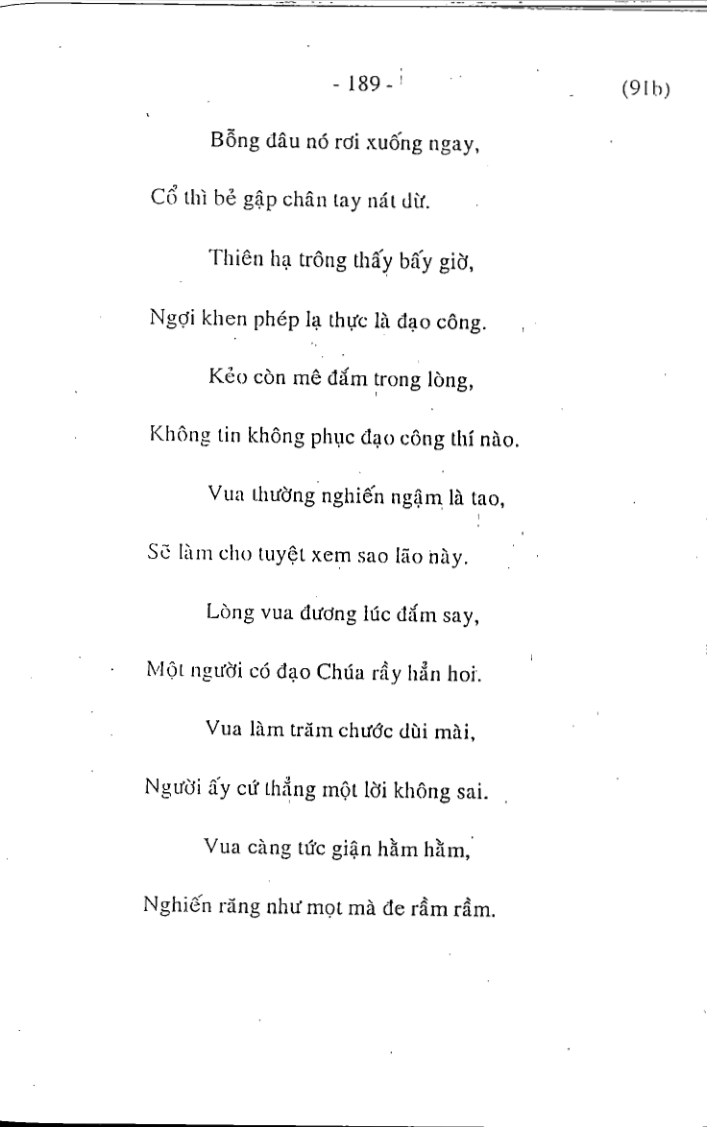 - 189 -
(91b)
Bỗng đâu nó rơi xuống ngay,
Cổ thì bẻ gập chân tay nát dừ.
Thiên hạ trông thấy bấy giờ,
Ngợi khen phép lạ thực là đạo công.
Kẻo còn mê đắm trong lòng,
Không tin không phục đạo công thí nào.
Vua thường nghiến ngậm là tao,
Sẽ làm cho tuyệt xem sao lão này.
Lòng vua đương lúc đắm say,
Một người có đạo Chúa rầy hẳn hoi.
Vua làm trăm chước dùi mài,
Người ấy cứ thẳng một lời không sai.
Vua càng tức giận hằm hằm,
Nghiến răng như mọt mà đe rầm rầm.